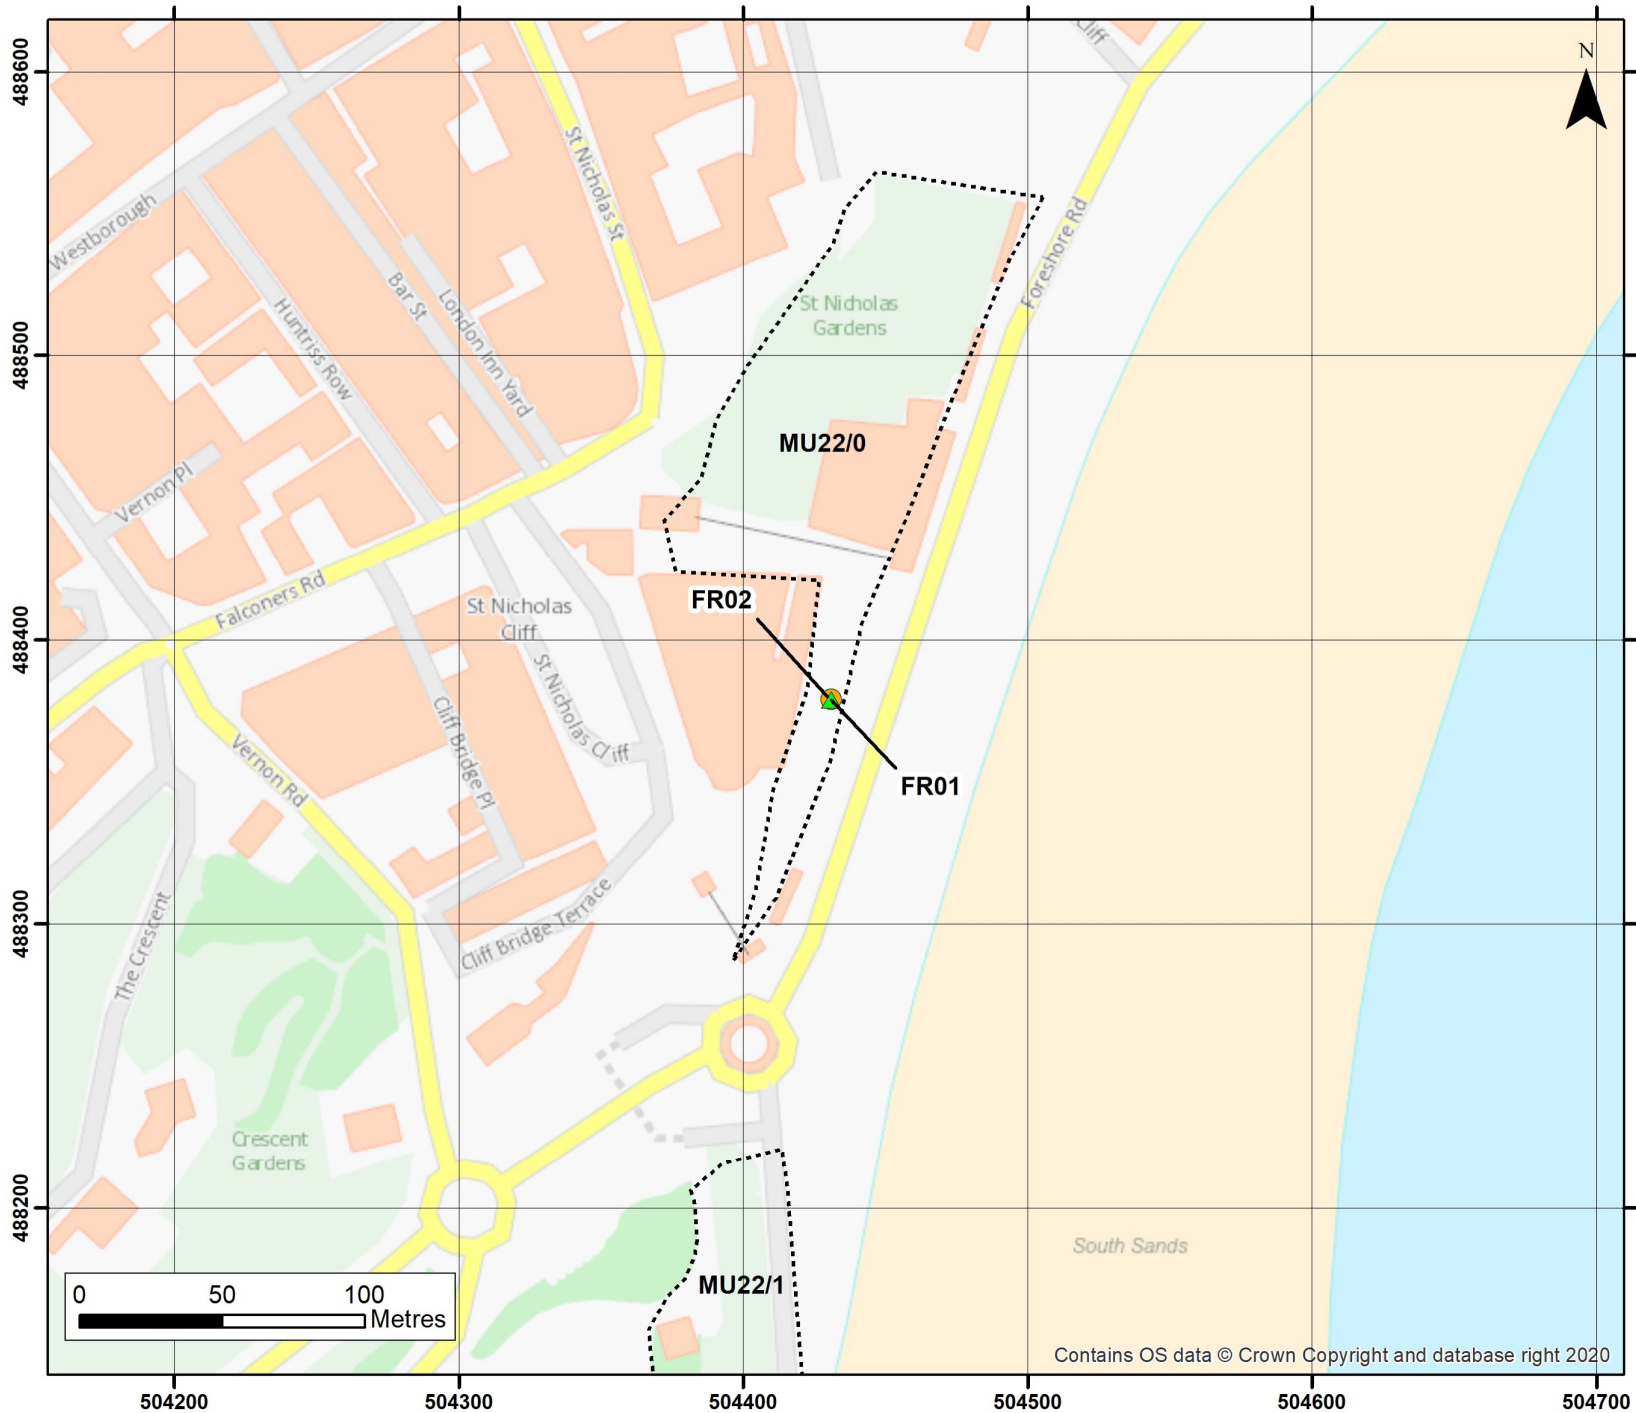 N
488600
488500
488400
488300
488200
Cliff
St Nicholas St
Westborough
Foreshore Rd
Bar St
London Inn Yard
Huntriss Row
St Nicholas
Gardens
MU22/0
Vernon Pl
Falconers Rd
St Nicholas
Cliff
FR02
St Nicholas Cliff
Cliff Bridge Pl
Vernon Rd
FR01
Cliff Bridge Terrace
The Crescent
Crescent
Gardens
South Sands
MU22/1
0 50 100
Metres
Contains OS data © Crown Copyright and database right 2020
504200 504300 504400 504500 504600 504700